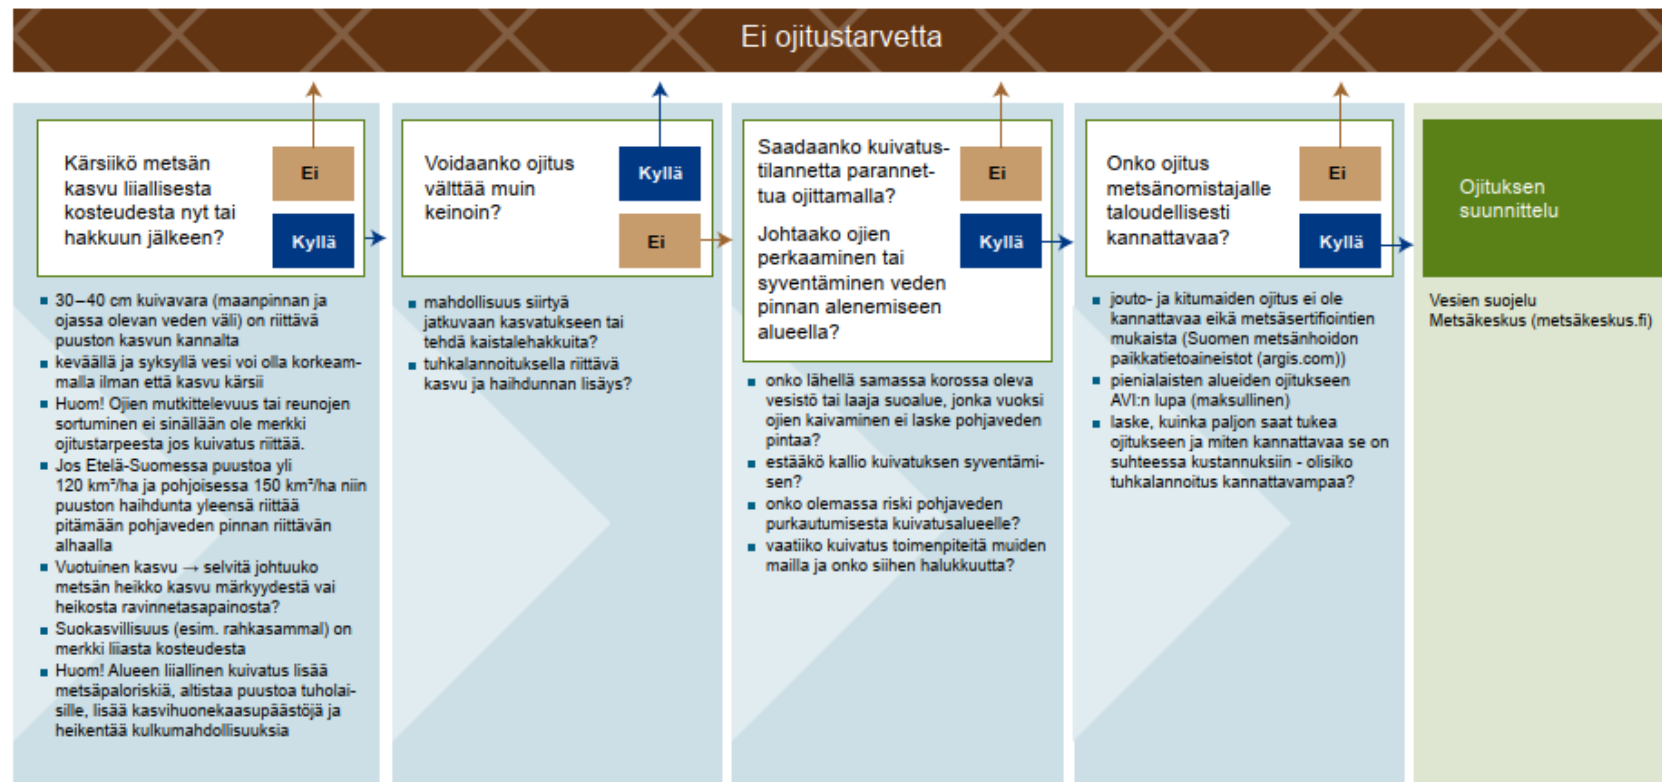 Ei ojitustarvetta
Kärsiikö metsän
kasvu liiallisesta
kosteudesta nyt tai
hakkuun jälkeen?
Ei
Kyllä
30–40 cm kuivavara (maanpinnan ja
ojassa olevan veden väli) on riittävä
puuston kasvun kannalta
keväällä ja syksyllä vesi voi olla korkeam-
malla ilman että kasvu kärsii
Huom! Ojien mutkittelevuus tai reunojen
sortuminen ei sinällään ole merkki
ojitustarpeesta jos kuivatus riittää.
Jos Etelä-Suomessa puustoa yli
120 km³/ha ja pohjoisessa 150 km³/ha niin
puuston haihdunta yleensä riittää
pitämään pohjaveden pinnan riittävän
alhaalla
Vuotuinen kasvu → selvitä johtuuko
metsän heikko kasvu märkyydestä vai
heikosta ravinnetasapainosta?
Suokasvillisuus (esim. rahkasammal) on
merkki liiasta kosteudesta
Huom! Alueen liiallinen kuivatus lisää
metsäpaloriskiä, altistaa puustoa tuholai-
sille, lisää kasvihuonekaasupäästöjä ja
heikentää kulkumahdollisuuksia
Voidaanko ojitus
välttää muin
keinoin?
Kyllä
Ei
mahdollisuus siirtyä
jatkuvaan kasvatukseen tai
tehdä kaistalehakkuita?
tuhkalannoituksella riittävä
kasvu ja haihdunnan lisäys?
Saadaanko kuivatus-
tilannetta parannet-
tua ojittamalla?
Johtaako ojien
perkaaminen tai
syventäminen veden
pinnan alenemiseen
alueella?
Ei
Kyllä
onko lähellä samassa korossa oleva
vesistö tai laaja suoalue, jonka vuoksi
ojien kaivaminen ei laske pohjaveden
pintaa?
estääkö kallio kuivatuksen syventämi-
sen?
onko olemassa riski pohjaveden
purkautumisesta kuivatusalueelle?
vaatiiko kuivatus toimenpiteitä muiden
mailla ja onko siihen halukkuutta?
Onko ojitus
metsänomistajalle
taloudellisesti
kannattavaa?
Ei
Kyllä
jouto- ja kitumaiden ojitus ei ole
kannattavaa eikä metsäsertifiointien
mukaista (Suomen metsänhoidon
paikkatietoaineistot (argis.com))
pienialaisten alueiden ojitukseen
AVI:n lupa (maksullinen)
laske, kuinka paljon saat tukea
ojitukseen ja miten kannattavaa se on
suhteessa kustannuksiin - olisiko
tuhkalannoitus kannattavampaa?
Ojituksen
suunnittelu
Vesien suojelu
Metsäkeskus (metsäkeskus.fi)